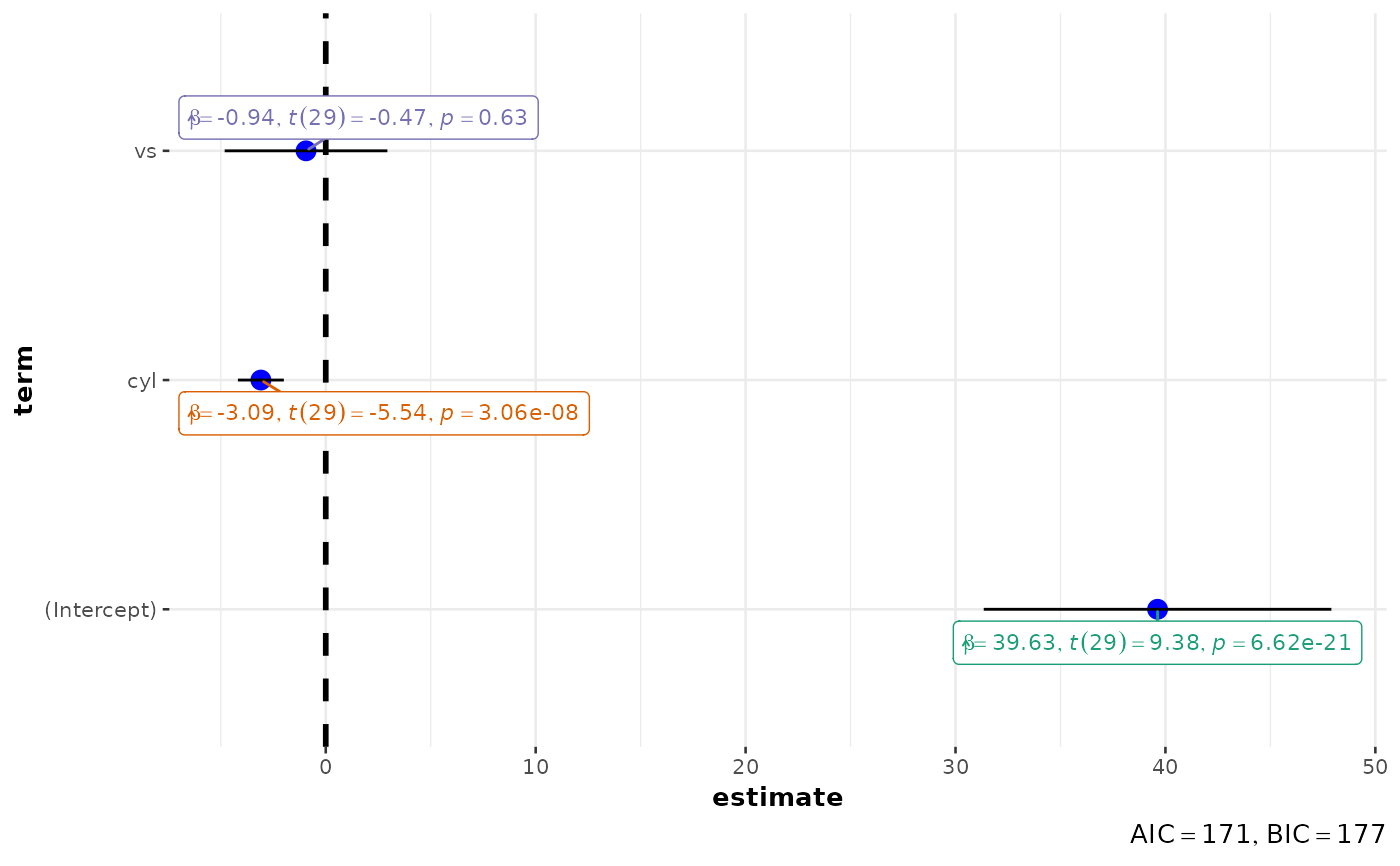 β̂ = -0.94, t(29) = -0.47, p = 0.63
vs
cyl
β̂ = -3.09, t(29) = -5.54, p = 3.06e-08
term
(Intercept)
β̂ = 39.63, t(29) = 9.38, p = 6.62e-21
0 10 20 30 40 50
estimate
AIC = 171, BIC = 177